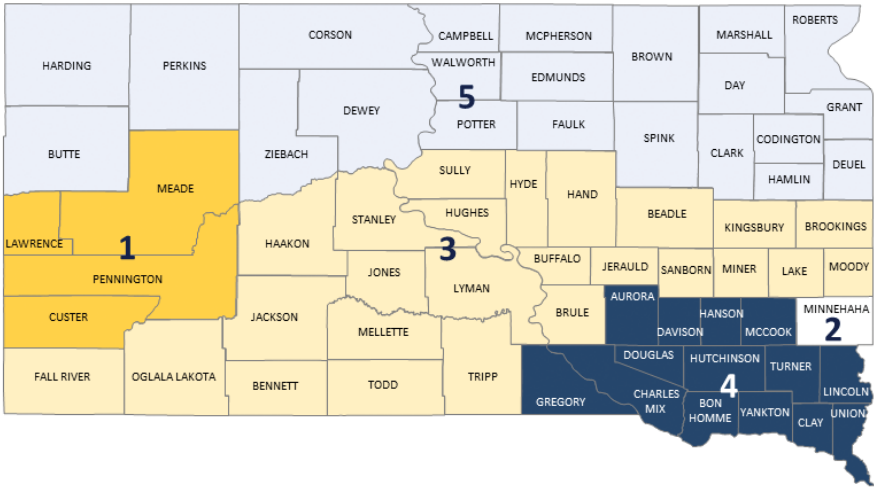 ROBERTS
CORSON
CAMPBELL
MCPHERSON
MARSHALL
HARDING
PERKINS
WALWORTH
BROWN
EDMUNDS
DAY
5
DEWEY
GRANT
POTTER
FAULK
SPINK
CODINGTON
BUTTE
ZIEBACH
CLARK
DEUEL
HAMLIN
MEADE
SULLY
HYDE
HAND
STANLEY
HUGHES
BEADLE
KINGSBURY
BROOKINGS
LAWRENCE
1
HAAKON
3
BUFFALO
JERAULD
SANBORN
MINER
LAKE
MOODY
PENNINGTON
JONES
LYMAN
AURORA
CUSTER
JACKSON
BRULE
HANSON
MINNEHAHA
DAVISON
MCCOOK
2
MELLETTE
DOUGLAS
HUTCHINSON
TURNER
FALL RIVER
OGLALA LAKOTA
BENNETT
TODD
TRIPP
4
LINCOLN
GREGORY
CHARLES
MIX
BON
HOMME
YANKTON
CLAY
UNION